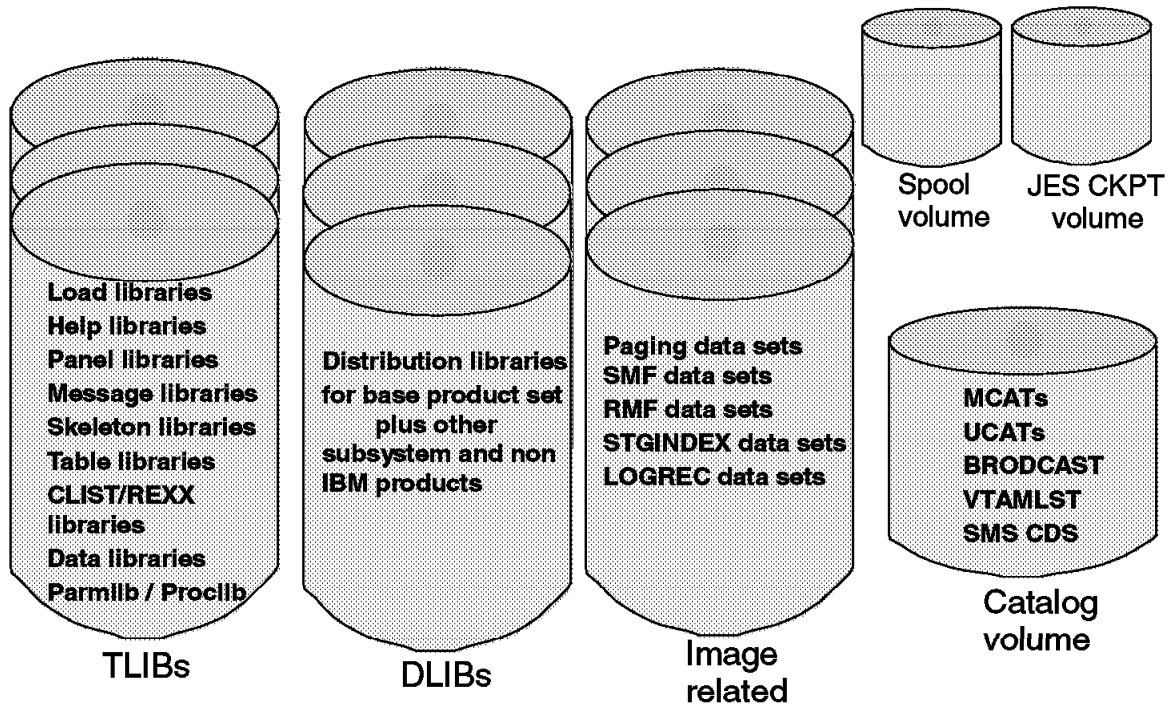 Load libraries
Help libraries
Panel libraries
Message libraries
Skeleton libraries
Table libraries
CLIST/REXX
libraries
Data libraries
Parmlib / Proclib
TLIBs
Distribution libraries
for base product set
plus other
subsystem and non
IBM products
DLIBs
Paging data sets
SMF data sets
RMF data sets
STGINDEX data sets
LOGREC data sets
Image
related
Spool
volume
JES CKPT
volume
MCATs
UCATs
BRODCAST
VTAMLST
SMS CDS
Catalog
volume